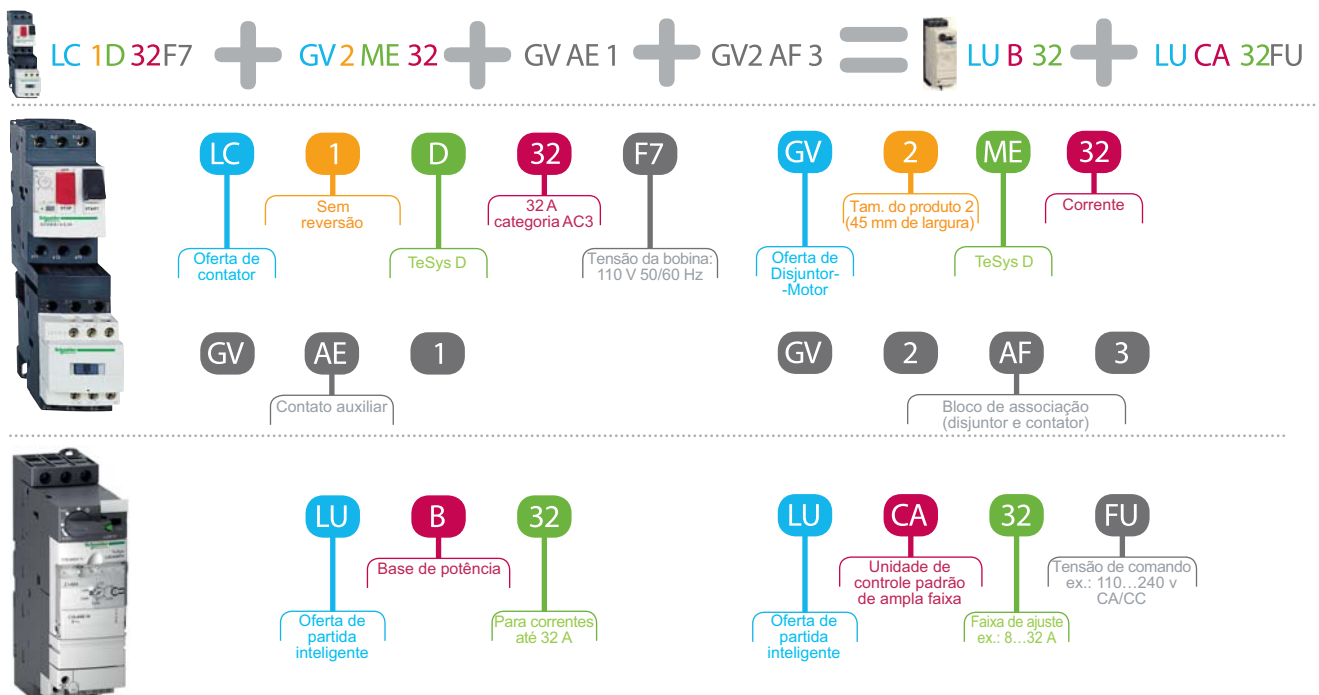 LC 1D 32F7 + GV 2 ME 32 + GV AE 1 + GV2 AF 3 = LU B 32 + LU CA 32FU
LC 1 D 32 F7
Sem
reversão
32 A
categoria AC3
Oferta de
contator
TeSys D
Tensão da bobina:
110 V 50/60 Hz
GV 2 ME 32
Tam. do produto 2
(45 mm de largura)
Corrente
Oferta de
Disjuntor-
-Motor
TeSys D
GV AE 1
Contato auxiliar
GV 2 AF 3
Bloco de associação
(disjuntor e contator)
LU B 32
Base de potência
Oferta de
partida
inteligente
Para correntes
até 32 A
LU CA 32 FU
Unidade de
controle padrão
de ampla faixa
Tensão de comando
ex.: 110...240 v
CA/CC
Oferta de
partida
inteligente
Faixa de ajuste
ex.: 8...32 A